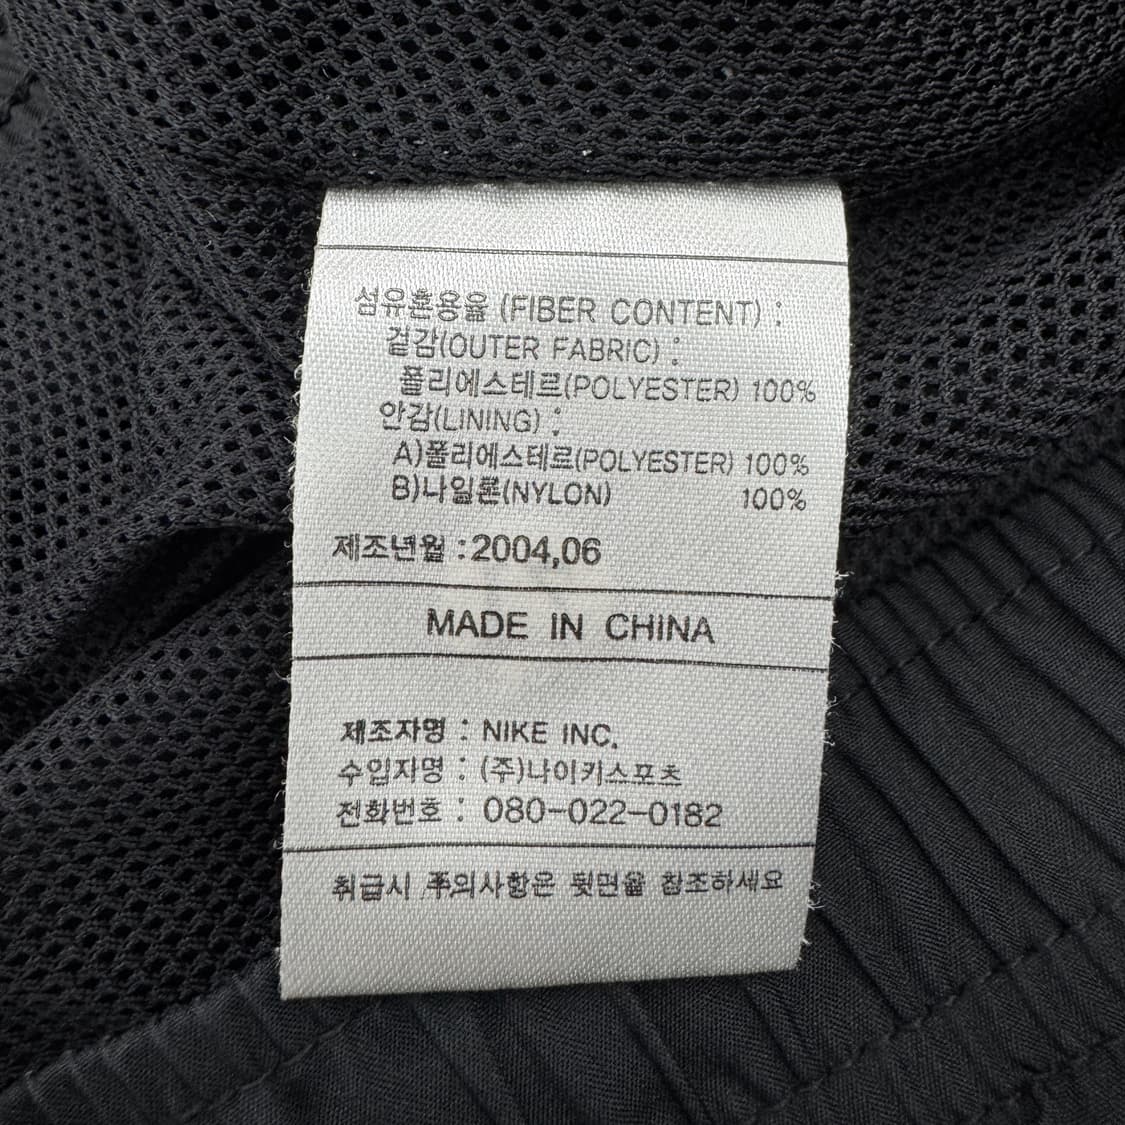 섬유혼용율 (FIBER CONTENT) :
겉감(OUTER FABRIC) :
폴리에스테르(POLYESTER) 100%
안감(LINING) :
A)폴리에스테르(POLYESTER) 100%
B)나일론(NYLON) 100%
제조년월 :2004,06
MADE IN CHINA
제조자명 : NIKE INC.
수입자명 : (주)나이키스포츠
전화번호 : 080-022-0182
취급시 주의사항은 뒷면을 참조하세요